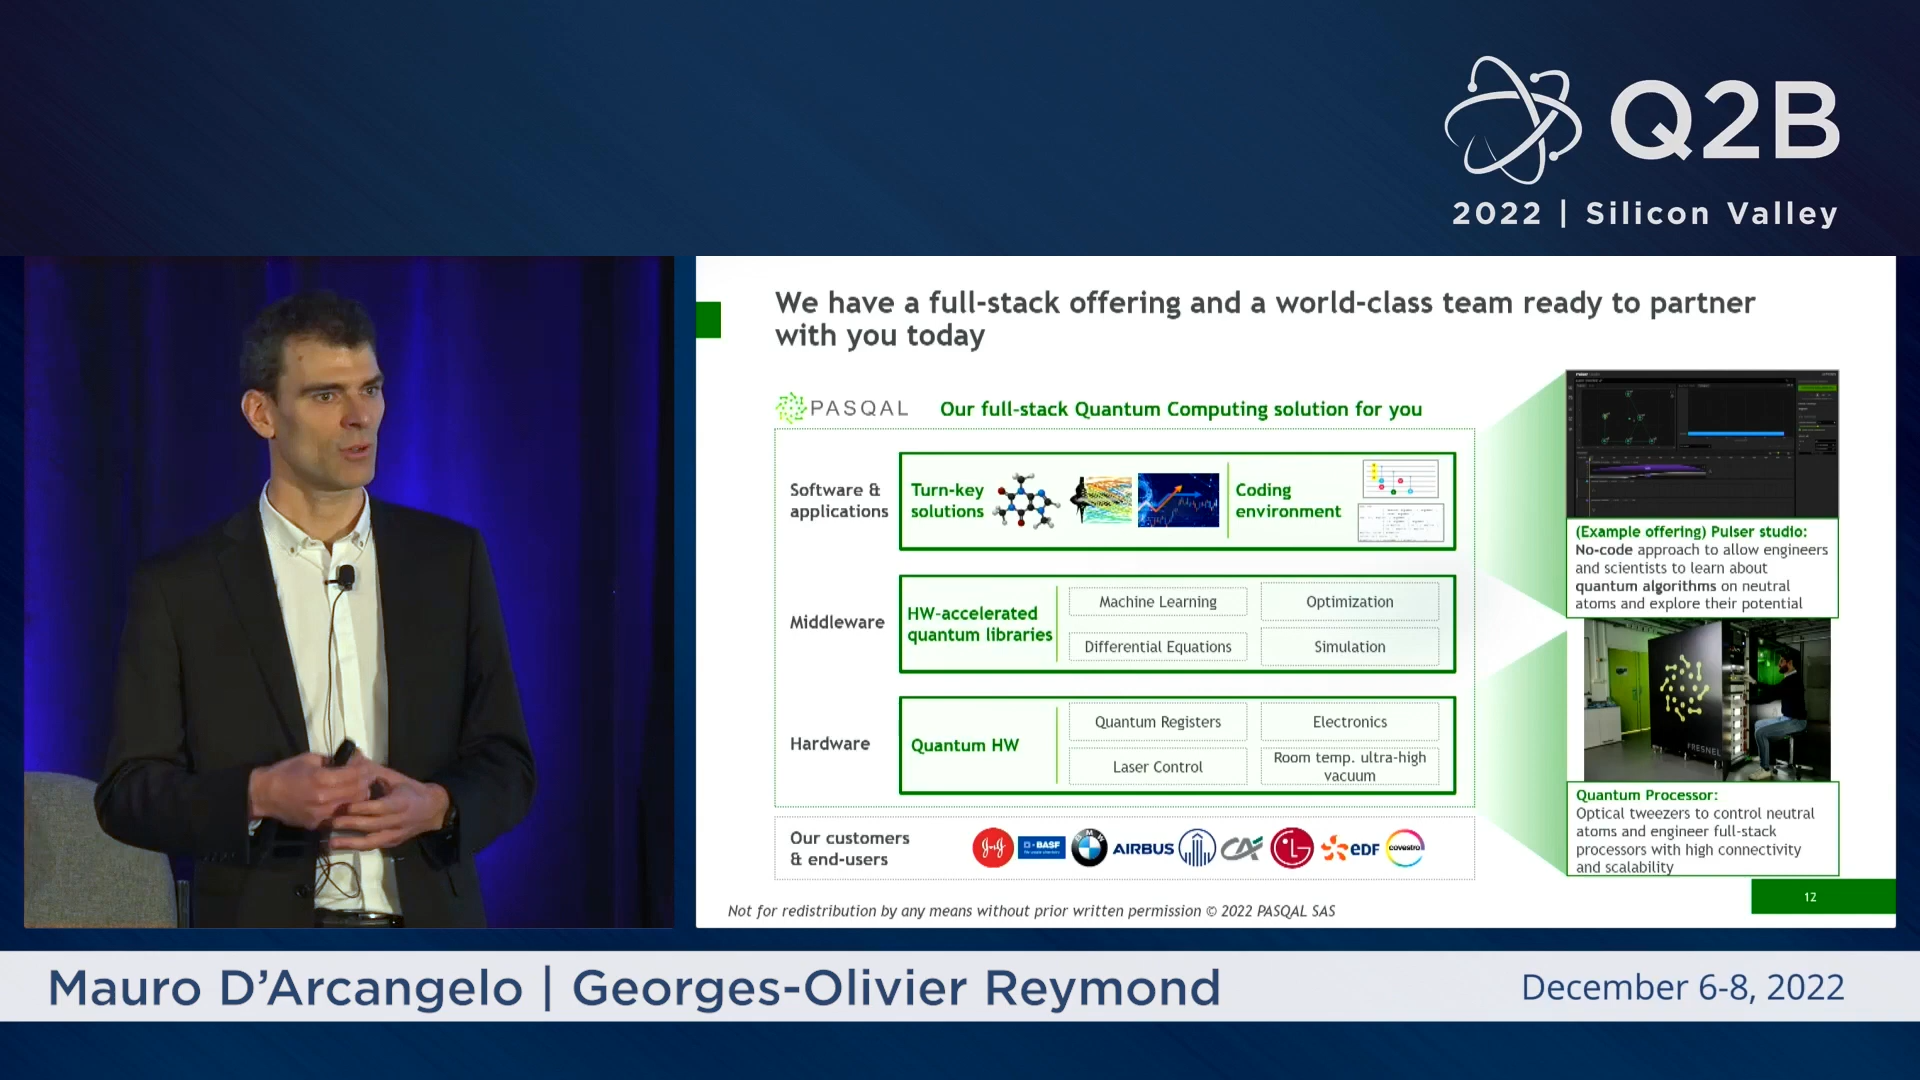 Q2B
2022 | Silicon Valley
We have a full-stack offering and a world-class team ready to partner
with you today
PASQAL
Our full-stack Quantum Computing solution for you
Software &
applications
Turn-key
solutions
Coding
environment
Middleware
HW-accelerated
quantum libraries
Machine Learning
Optimization
Differential Equations
Simulation
Hardware
Quantum HW
Quantum Registers
Electronics
Laser Control
Room temp. ultra-high
vacuum
Our customers
& end-users
J&J
BASF
BMW
AIRBUS
CA
LG
EDF
covestro
(Example offering) Pulser studio:
No-code approach to allow engineers
and scientists to learn about
quantum algorithms on neutral
atoms and explore their potential
FRESNEL
Quantum Processor:
Optical tweezers to control neutral
atoms and engineer full-stack
processors with high connectivity
and scalability
Not for redistribution by any means without prior written permission © 2022 PASQAL SAS
12
Mauro D’Arcangelo | Georges-Olivier Reymond
December 6-8, 2022